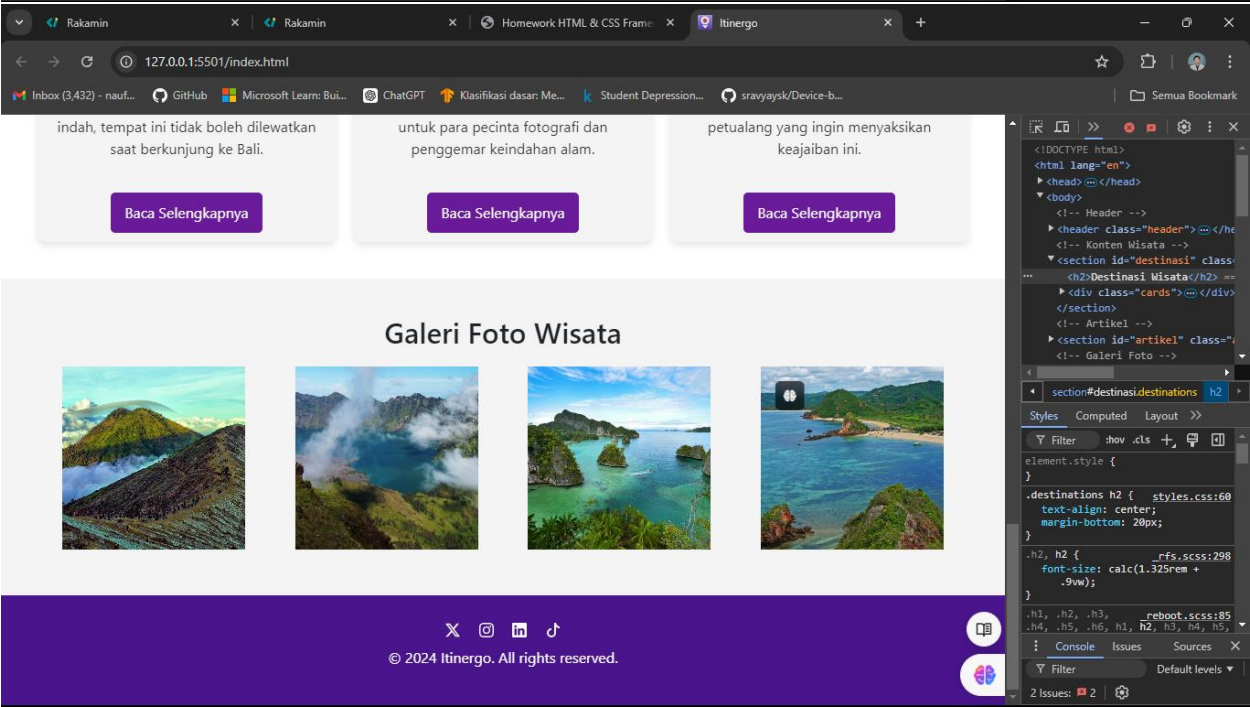 Rakamin
Rakamin
Homework HTML & CSS Frame
Itinergo
127.0.0.1:5501/index.html
Inbox (3,432) - nauf...
GitHub
Microsoft Learn: Bui...
ChatGPT
Klasifikasi dasar: Me...
Student Depression...
sravyaysk/Device-b...
Semua Bookmark
indah, tempat ini tidak boleh dilewatkan
saat berkunjung ke Bali.
untuk para pecinta fotografi dan
penggemar keindahan alam.
petualang yang ingin menyaksikan
keajaiban ini.
Baca Selengkapnya
Baca Selengkapnya
Baca Selengkapnya
Galeri Foto Wisata
© 2024 Itinergo. All rights reserved.
<!DOCTYPE html>
<html lang="en">
<head>…</head>
<body>
<!-- Header -->
<header class="header">…</he
<!-- Konten Wisata -->
<section id="destinasi" class=
<h2>Destinasi Wisata</h2> ==
<div class="cards">…</div>
</section>
<!-- Artikel -->
<section id="artikel" class="a
<!-- Galeri Foto -->
section#destinasi.destinations h2
Styles Computed Layout
Filter :hov .cls
element.style {
}
.destinations h2 { styles.css:60
text-align: center;
margin-bottom: 20px;
}
.h2, h2 { _rfs.scss:298
font-size: calc(1.325rem +
.9vw);
}
.h1, .h2, .h3, _reboot.scss:85
.h4, .h5, .h6, h1, h2, h3, h4, h5,
Console Issues Sources
Filter Default levels
2 Issues: 2